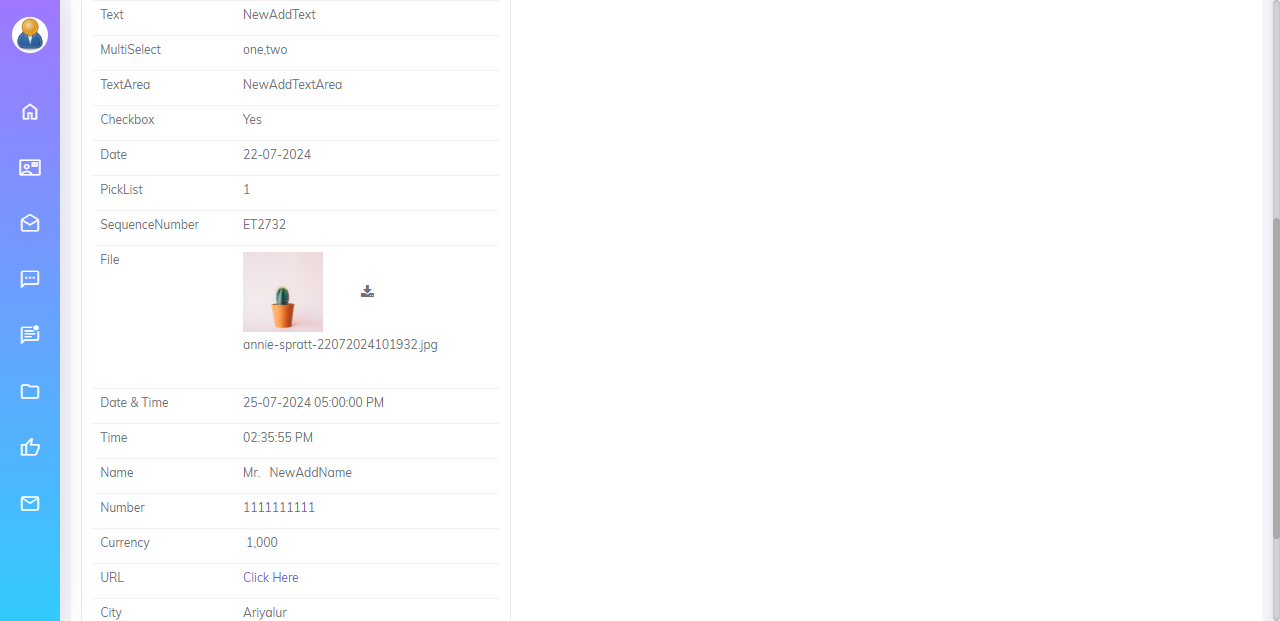 Text NewAddText
MultiSelect one,two
TextArea NewAddTextArea
Checkbox Yes
Date 22-07-2024
PickList 1
SequenceNumber ET2732
File
annie-spratt-22072024101932.jpg
Date & Time 25-07-2024 05:00:00 PM
Time 02:35:55 PM
Name Mr. NewAddName
Number 1111111111
Currency 1,000
URL Click Here
City Ariyalur